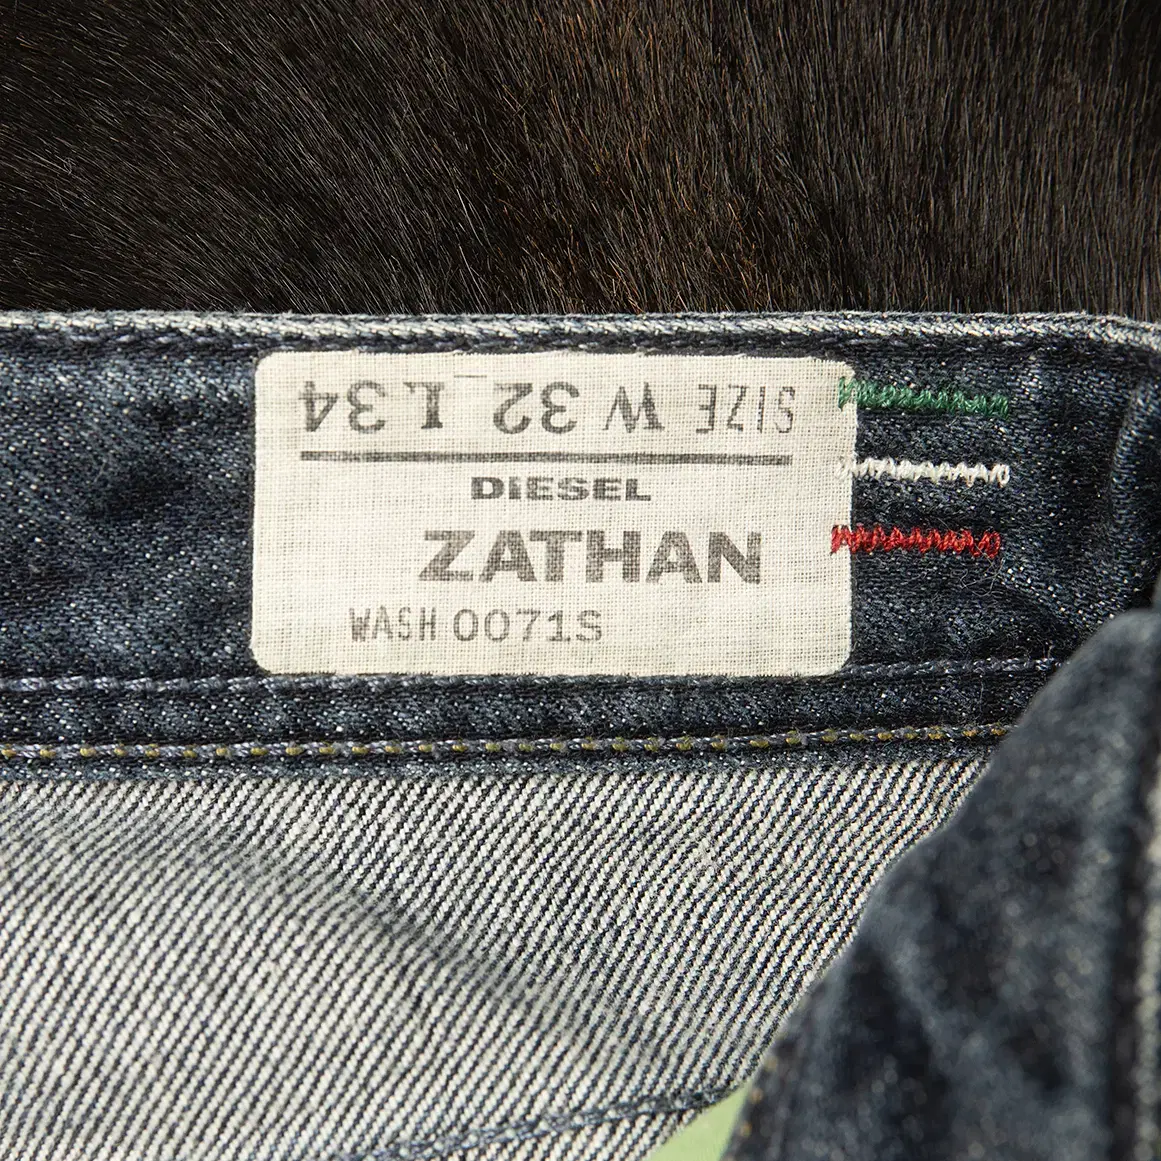 SIZE W 32 L 34
DIESEL
ZATHAN
WASH 0071S